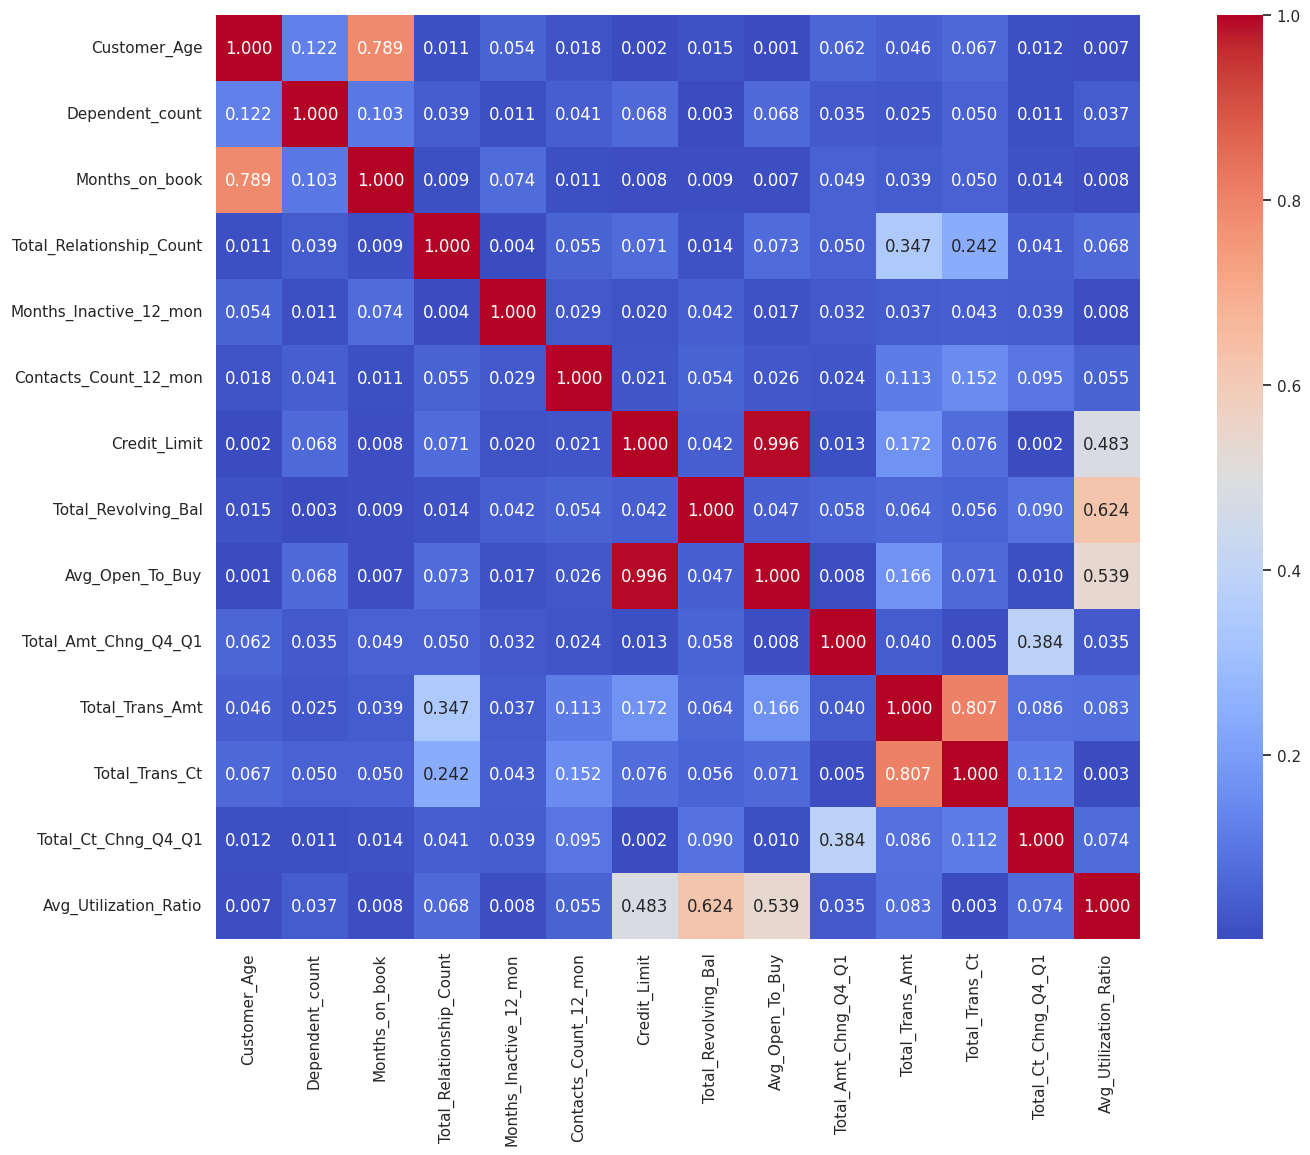 Customer_Age 1.000 0.122 0.789 0.011 0.054 0.018 0.002 0.015 0.001 0.062 0.046 0.067 0.012 0.007
Dependent_count 0.122 1.000 0.103 0.039 0.011 0.041 0.068 0.003 0.068 0.035 0.025 0.050 0.011 0.037
Months_on_book 0.789 0.103 1.000 0.009 0.074 0.011 0.008 0.009 0.007 0.049 0.039 0.050 0.014 0.008
Total_Relationship_Count 0.011 0.039 0.009 1.000 0.004 0.055 0.071 0.014 0.073 0.050 0.347 0.242 0.041 0.068
Months_Inactive_12_mon 0.054 0.011 0.074 0.004 1.000 0.029 0.020 0.042 0.017 0.032 0.037 0.043 0.039 0.008
Contacts_Count_12_mon 0.018 0.041 0.011 0.055 0.029 1.000 0.021 0.054 0.026 0.024 0.113 0.152 0.095 0.055
Credit_Limit 0.002 0.068 0.008 0.071 0.020 0.021 1.000 0.042 0.996 0.013 0.172 0.076 0.002 0.483
Total_Revolving_Bal 0.015 0.003 0.009 0.014 0.042 0.054 0.042 1.000 0.047 0.058 0.064 0.056 0.090 0.624
Avg_Open_To_Buy 0.001 0.068 0.007 0.073 0.017 0.026 0.996 0.047 1.000 0.008 0.166 0.071 0.010 0.539
Total_Amt_Chng_Q4_Q1 0.062 0.035 0.049 0.050 0.032 0.024 0.013 0.058 0.008 1.000 0.040 0.005 0.384 0.035
Total_Trans_Amt 0.046 0.025 0.039 0.347 0.037 0.113 0.172 0.064 0.166 0.040 1.000 0.807 0.086 0.083
Total_Trans_Ct 0.067 0.050 0.050 0.242 0.043 0.152 0.076 0.056 0.071 0.005 0.807 1.000 0.112 0.003
Total_Ct_Chng_Q4_Q1 0.012 0.011 0.014 0.041 0.039 0.095 0.002 0.090 0.010 0.384 0.086 0.112 1.000 0.074
Avg_Utilization_Ratio 0.007 0.037 0.008 0.068 0.008 0.055 0.483 0.624 0.539 0.035 0.083 0.003 0.074 1.000
Customer_Age
Dependent_count
Months_on_book
Total_Relationship_Count
Months_Inactive_12_mon
Contacts_Count_12_mon
Credit_Limit
Total_Revolving_Bal
Avg_Open_To_Buy
Total_Amt_Chng_Q4_Q1
Total_Trans_Amt
Total_Trans_Ct
Total_Ct_Chng_Q4_Q1
Avg_Utilization_Ratio
1.0
0.8
0.6
0.4
0.2